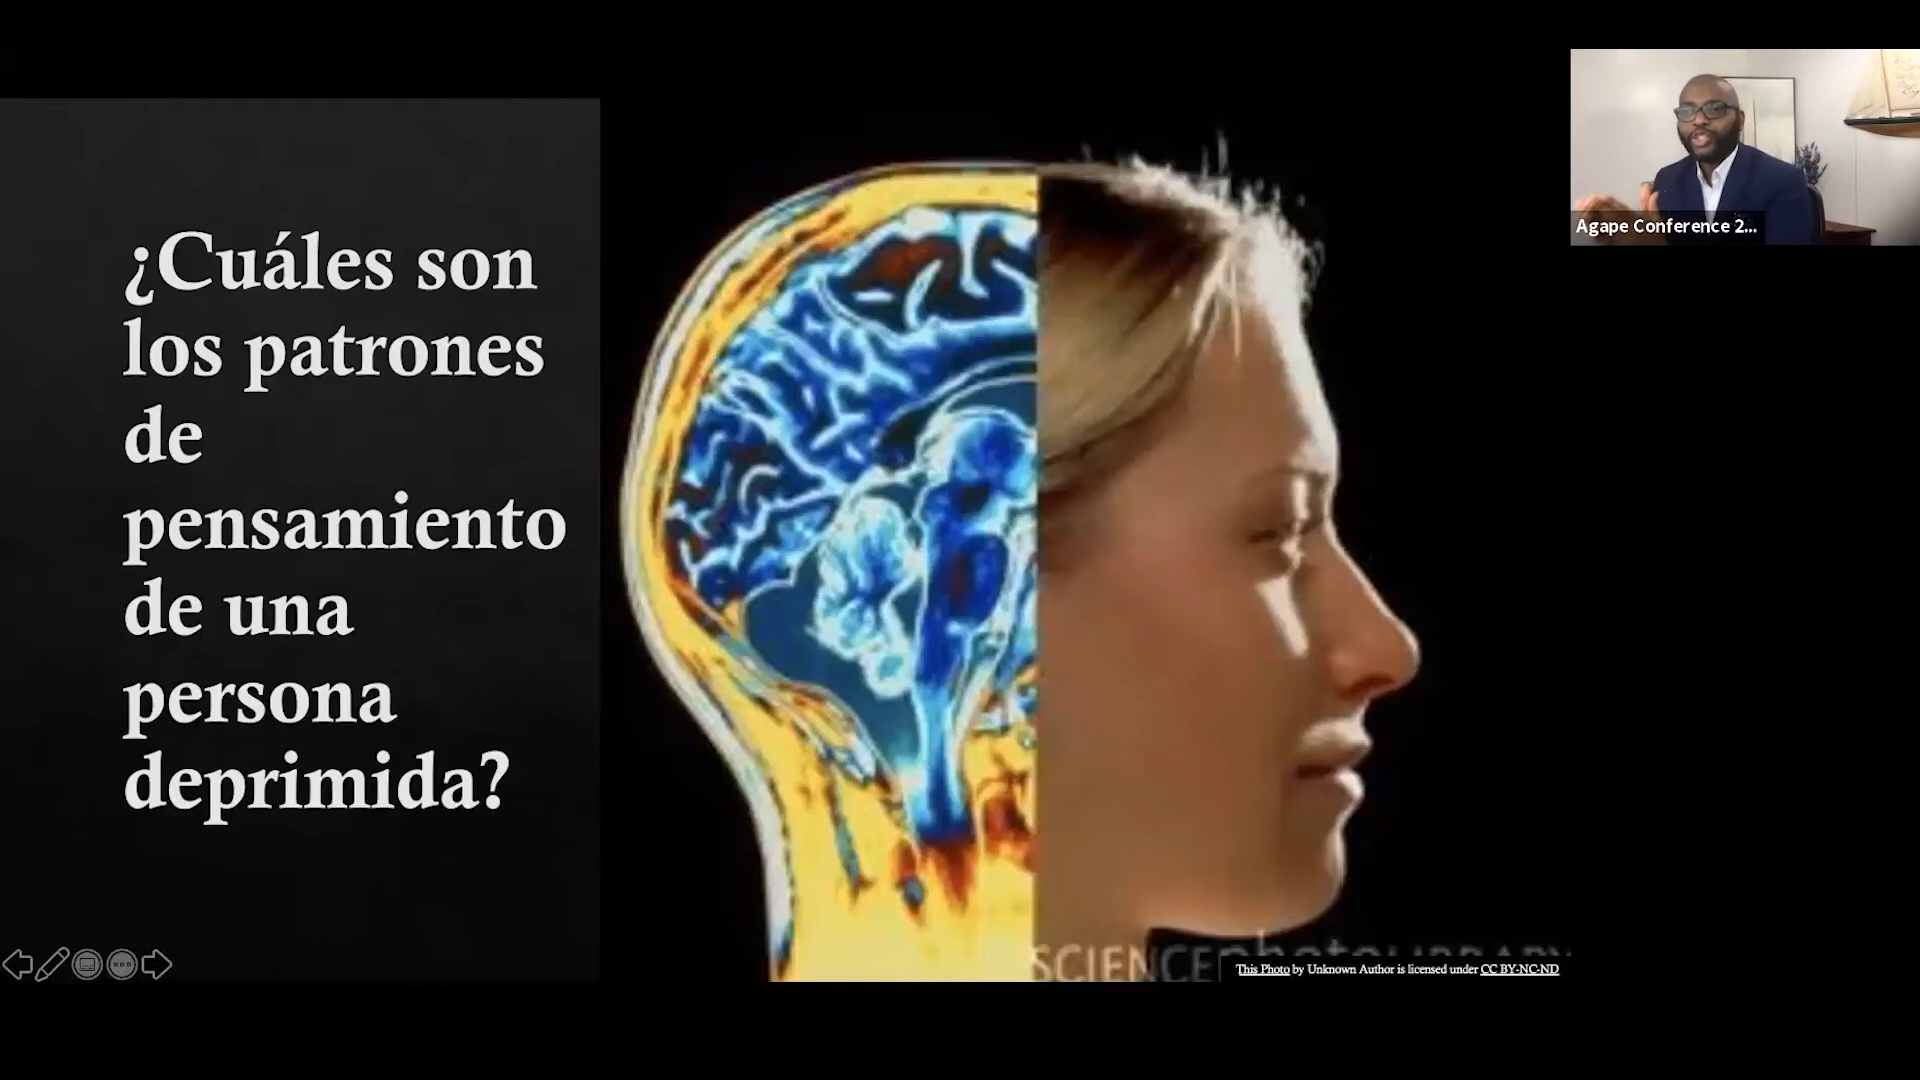 ¿Cuáles son
los patrones
de
pensamiento
de una
persona
deprimida?
Agape Conference 2...
SCIENCEphotoLIBRARY
This Photo by Unknown Author is licensed under CC BY-NC-ND